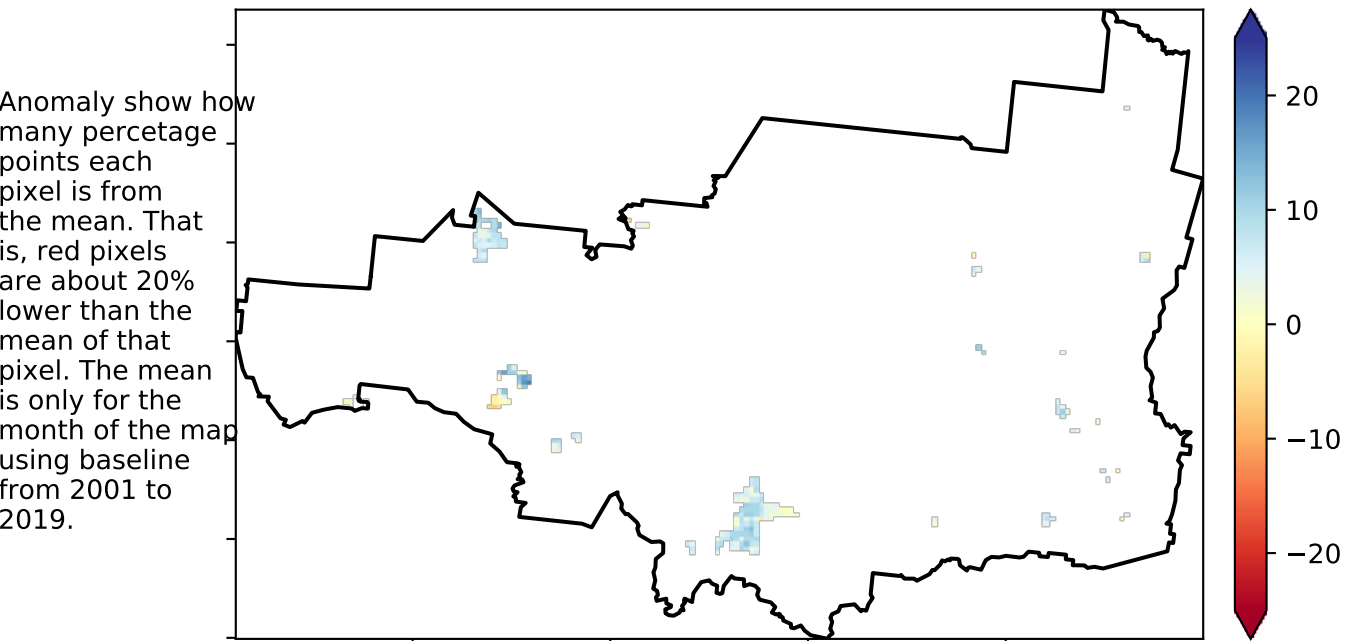 Anomaly show how
many percetage
points each
pixel is from
the mean. That
is, red pixels
are about 20%
lower than the
mean of that
pixel. The mean
is only for the
month of the map
using baseline
from 2001 to
2019.
20
10
0
−10
−20